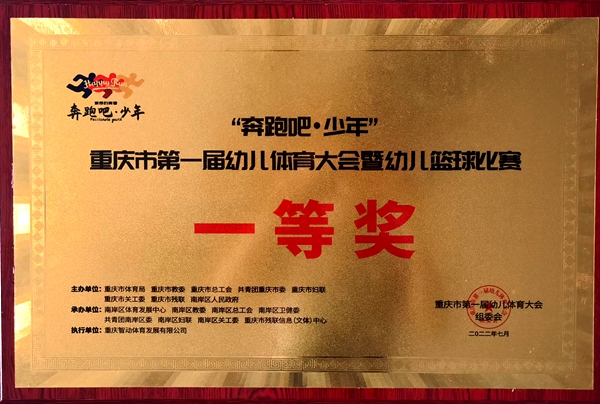 Happy Run
奔跑吧·少年
Passionate youth
“奔跑吧·少年”
重庆市第一届幼儿体育大会暨幼儿篮球比赛
一等奖
主办单位：重庆市体育局 重庆市教委 重庆市总工会 共青团重庆市委 重庆市妇联
重庆市关工委 重庆市残联 南岸区人民政府
承办单位：南岸区体育发展中心 南岸区教委 南岸区总工会 南岸区卫健委
共青团南岸区委 南岸区妇联 南岸区关工委 重庆市残联信息(文体)中心
执行单位：重庆智动体育发展有限公司
重庆市第一届幼儿体育大会
组委会
二〇二二年七月